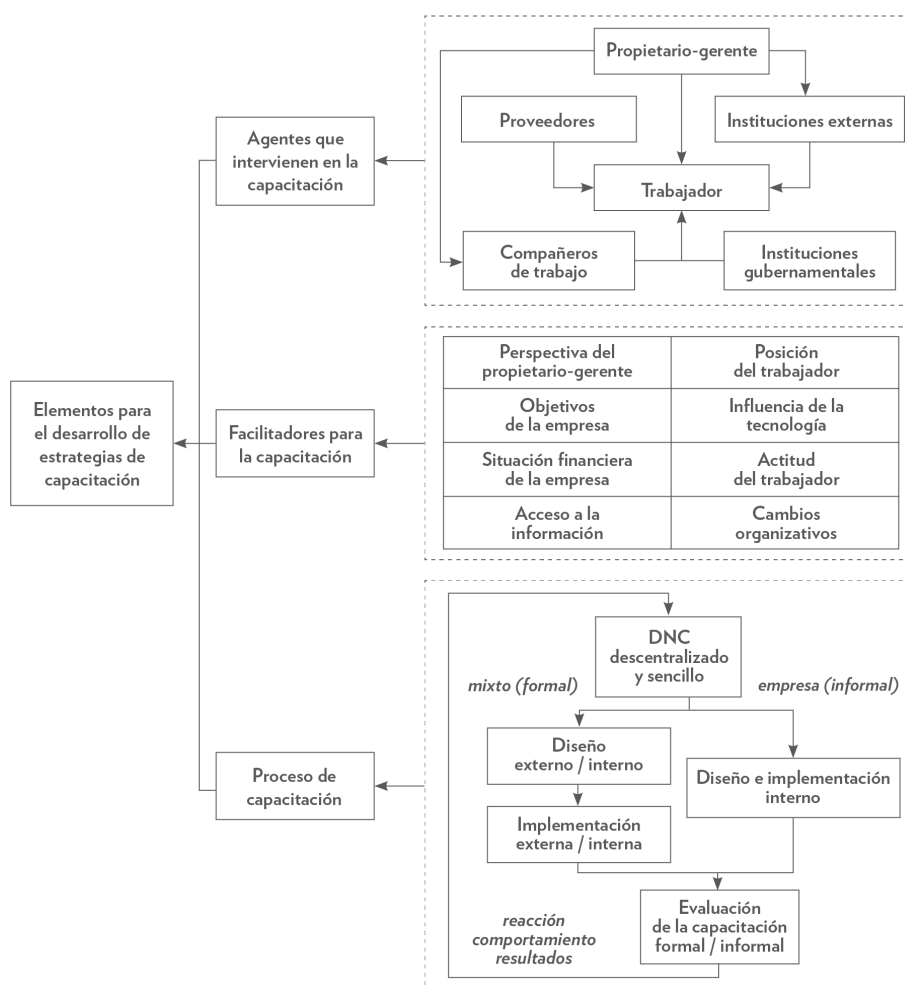 Propietario-gerente
Proveedores
Instituciones externas
Agentes que
intervienen en la
capacitación
Trabajador
Compañeros
de trabajo
Instituciones
gubernamentales
Elementos para
el desarrollo de
estrategias de
capacitación
Facilitadores para
la capacitación
Perspectiva del
propietario-gerente
Posición
del trabajador
Objetivos
de la empresa
Influencia de la
tecnología
Situación financiera
de la empresa
Actitud
del trabajador
Acceso a la
información
Cambios
organizativos
Proceso de
capacitación
DNC
descentralizado
y sencillo
mixto (formal)
empresa (informal)
Diseño
externo / interno
Diseño e implementación
interno
Implementación
externa / interna
Evaluación
de la capacitación
formal / informal
reacción
comportamiento
resultados